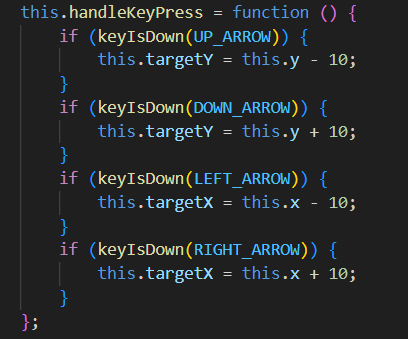 this.handleKeyPress = function () {
    if (keyIsDown(UP_ARROW)) {
        this.targetY = this.y - 10;
    }
    if (keyIsDown(DOWN_ARROW)) {
        this.targetY = this.y + 10;
    }
    if (keyIsDown(LEFT_ARROW)) {
        this.targetX = this.x - 10;
    }
    if (keyIsDown(RIGHT_ARROW)) {
        this.targetX = this.x + 10;
    }
};